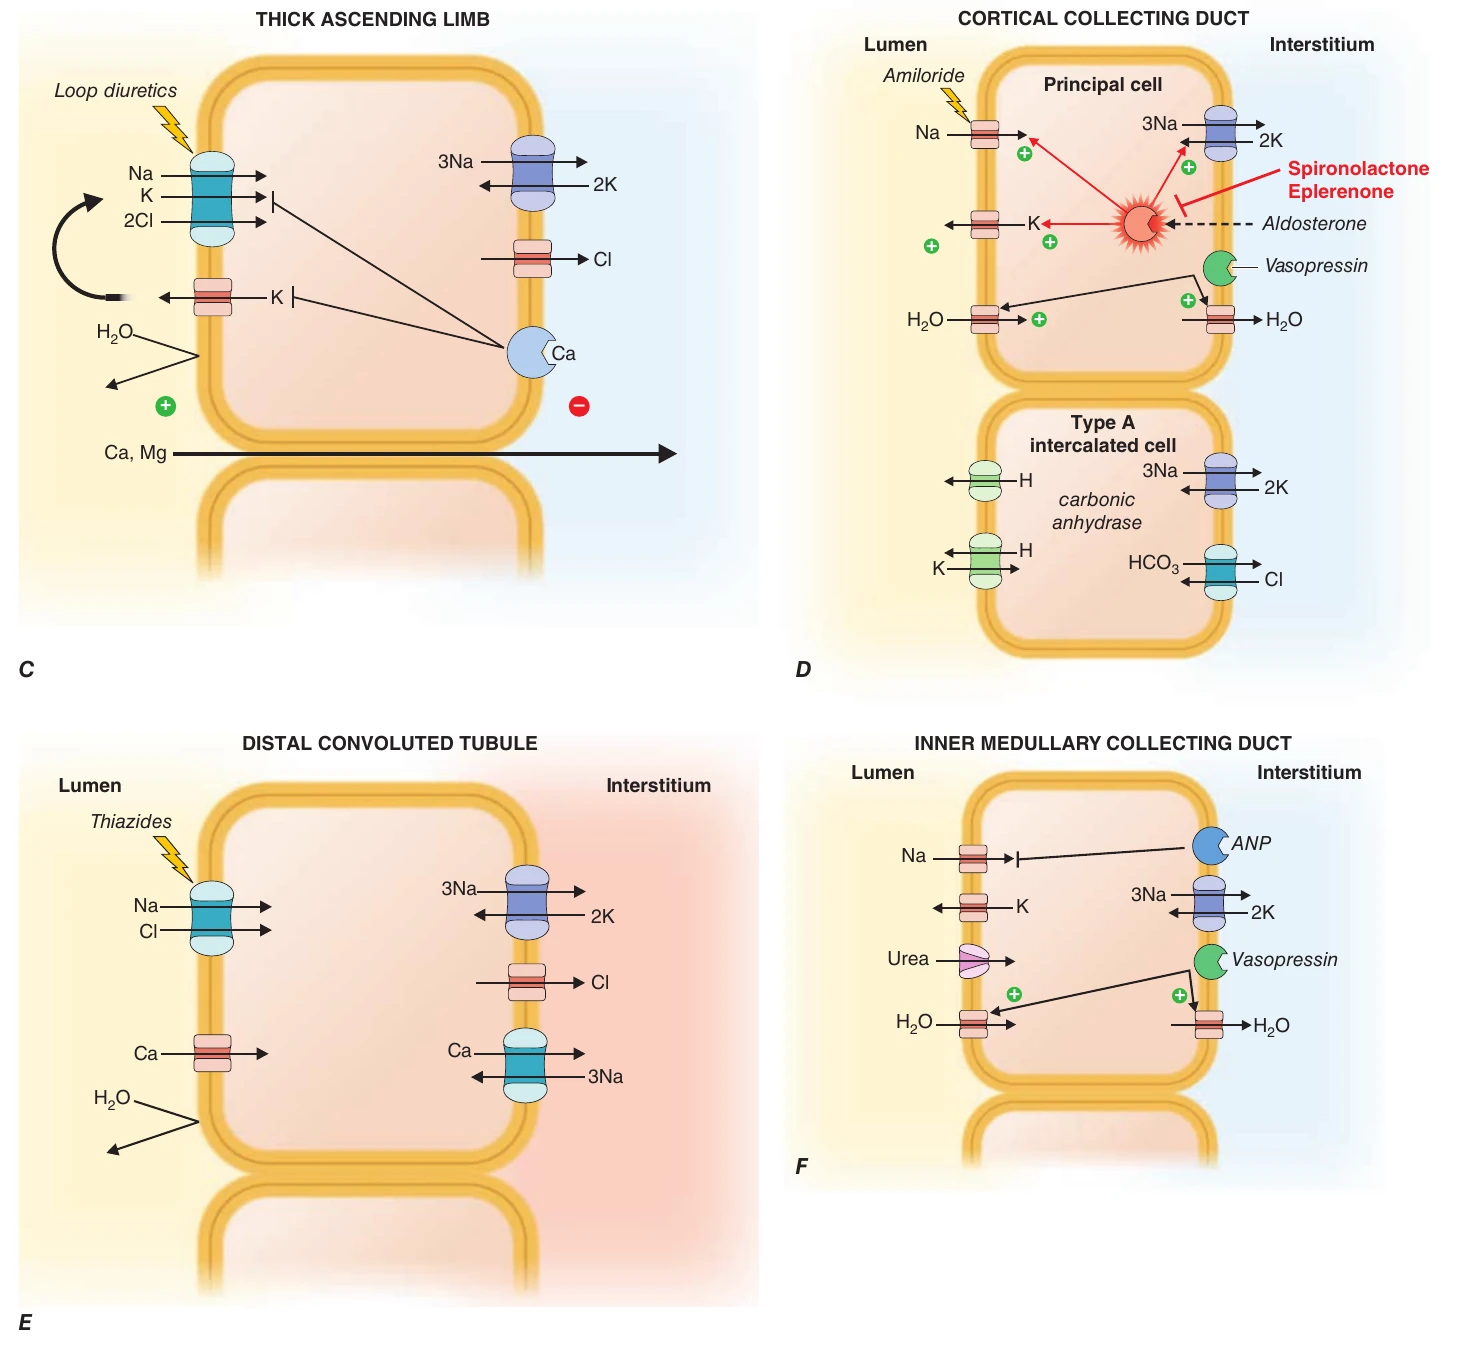 THICK ASCENDING LIMB
Loop diuretics
Na
K
2Cl
3Na
2K
Cl
K
H2O
Ca
+
−
Ca, Mg
C
CORTICAL COLLECTING DUCT
Lumen
Interstitium
Amiloride
Principal cell
Na
+
3Na
2K
+
Spironolactone
Eplerenone
K
+
+
Aldosterone
Vasopressin
H2O
+
+
H2O
Type A
intercalated cell
H
carbonic
anhydrase
3Na
2K
H
K
HCO3
Cl
D
DISTAL CONVOLUTED TUBULE
Lumen
Interstitium
Thiazides
Na
Cl
3Na
2K
Cl
Ca
Ca
3Na
H2O
E
INNER MEDULLARY COLLECTING DUCT
Lumen
Interstitium
Na
ANP
K
3Na
2K
Urea
Vasopressin
+
+
H2O
H2O
F